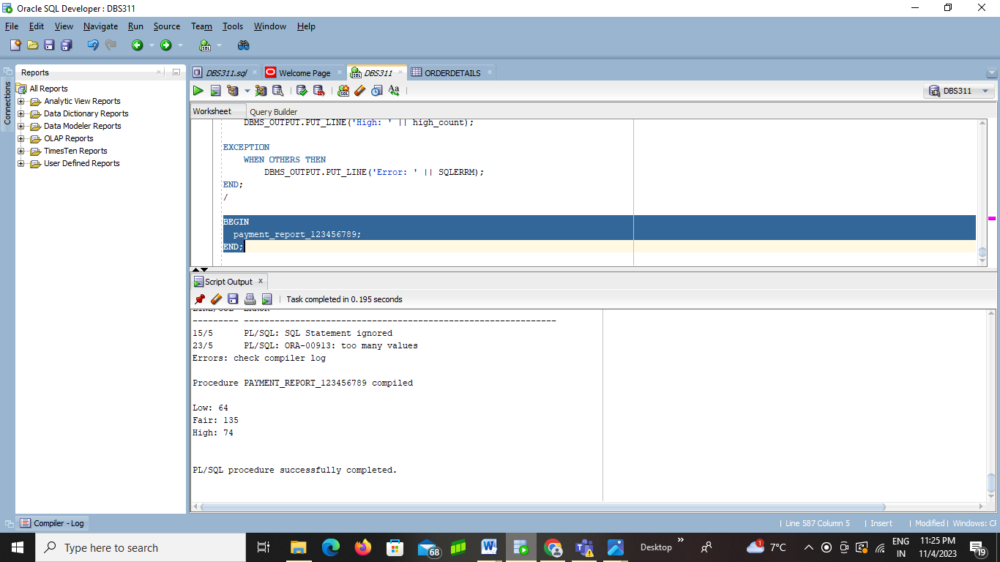 Oracle SQL Developer : DBS311
File Edit View Navigate Run Source Team Tools Window Help
Connections
Reports
All Reports
Analytic View Reports
Data Dictionary Reports
Data Modeler Reports
OLAP Reports
TimesTen Reports
User Defined Reports
DBS311.sql Welcome Page DBS311 ORDERDETAILS
DBS311
Worksheet Query Builder
DBMS_OUTPUT.PUT_LINE('High: ' || high_count);
EXCEPTION
WHEN OTHERS THEN
DBMS_OUTPUT.PUT_LINE('Error: ' || SQLERRM);
END;
/
BEGIN
payment_report_123456789;
END;
Script Output
Task completed in 0.195 seconds
LINE/COL ERROR
--------- -------------------------------------------------------------
15/5 PL/SQL: SQL Statement ignored
23/5 PL/SQL: ORA-00913: too many values
Errors: check compiler log
Procedure PAYMENT_REPORT_123456789 compiled
Low: 64
Fair: 135
High: 74
PL/SQL procedure successfully completed.
Compiler - Log
Line 587 Column 5 | Insert | Modified | Windows: CF
Type here to search
68
Desktop
1
7°C
ENG
IN
11:25 PM
11/4/2023
19